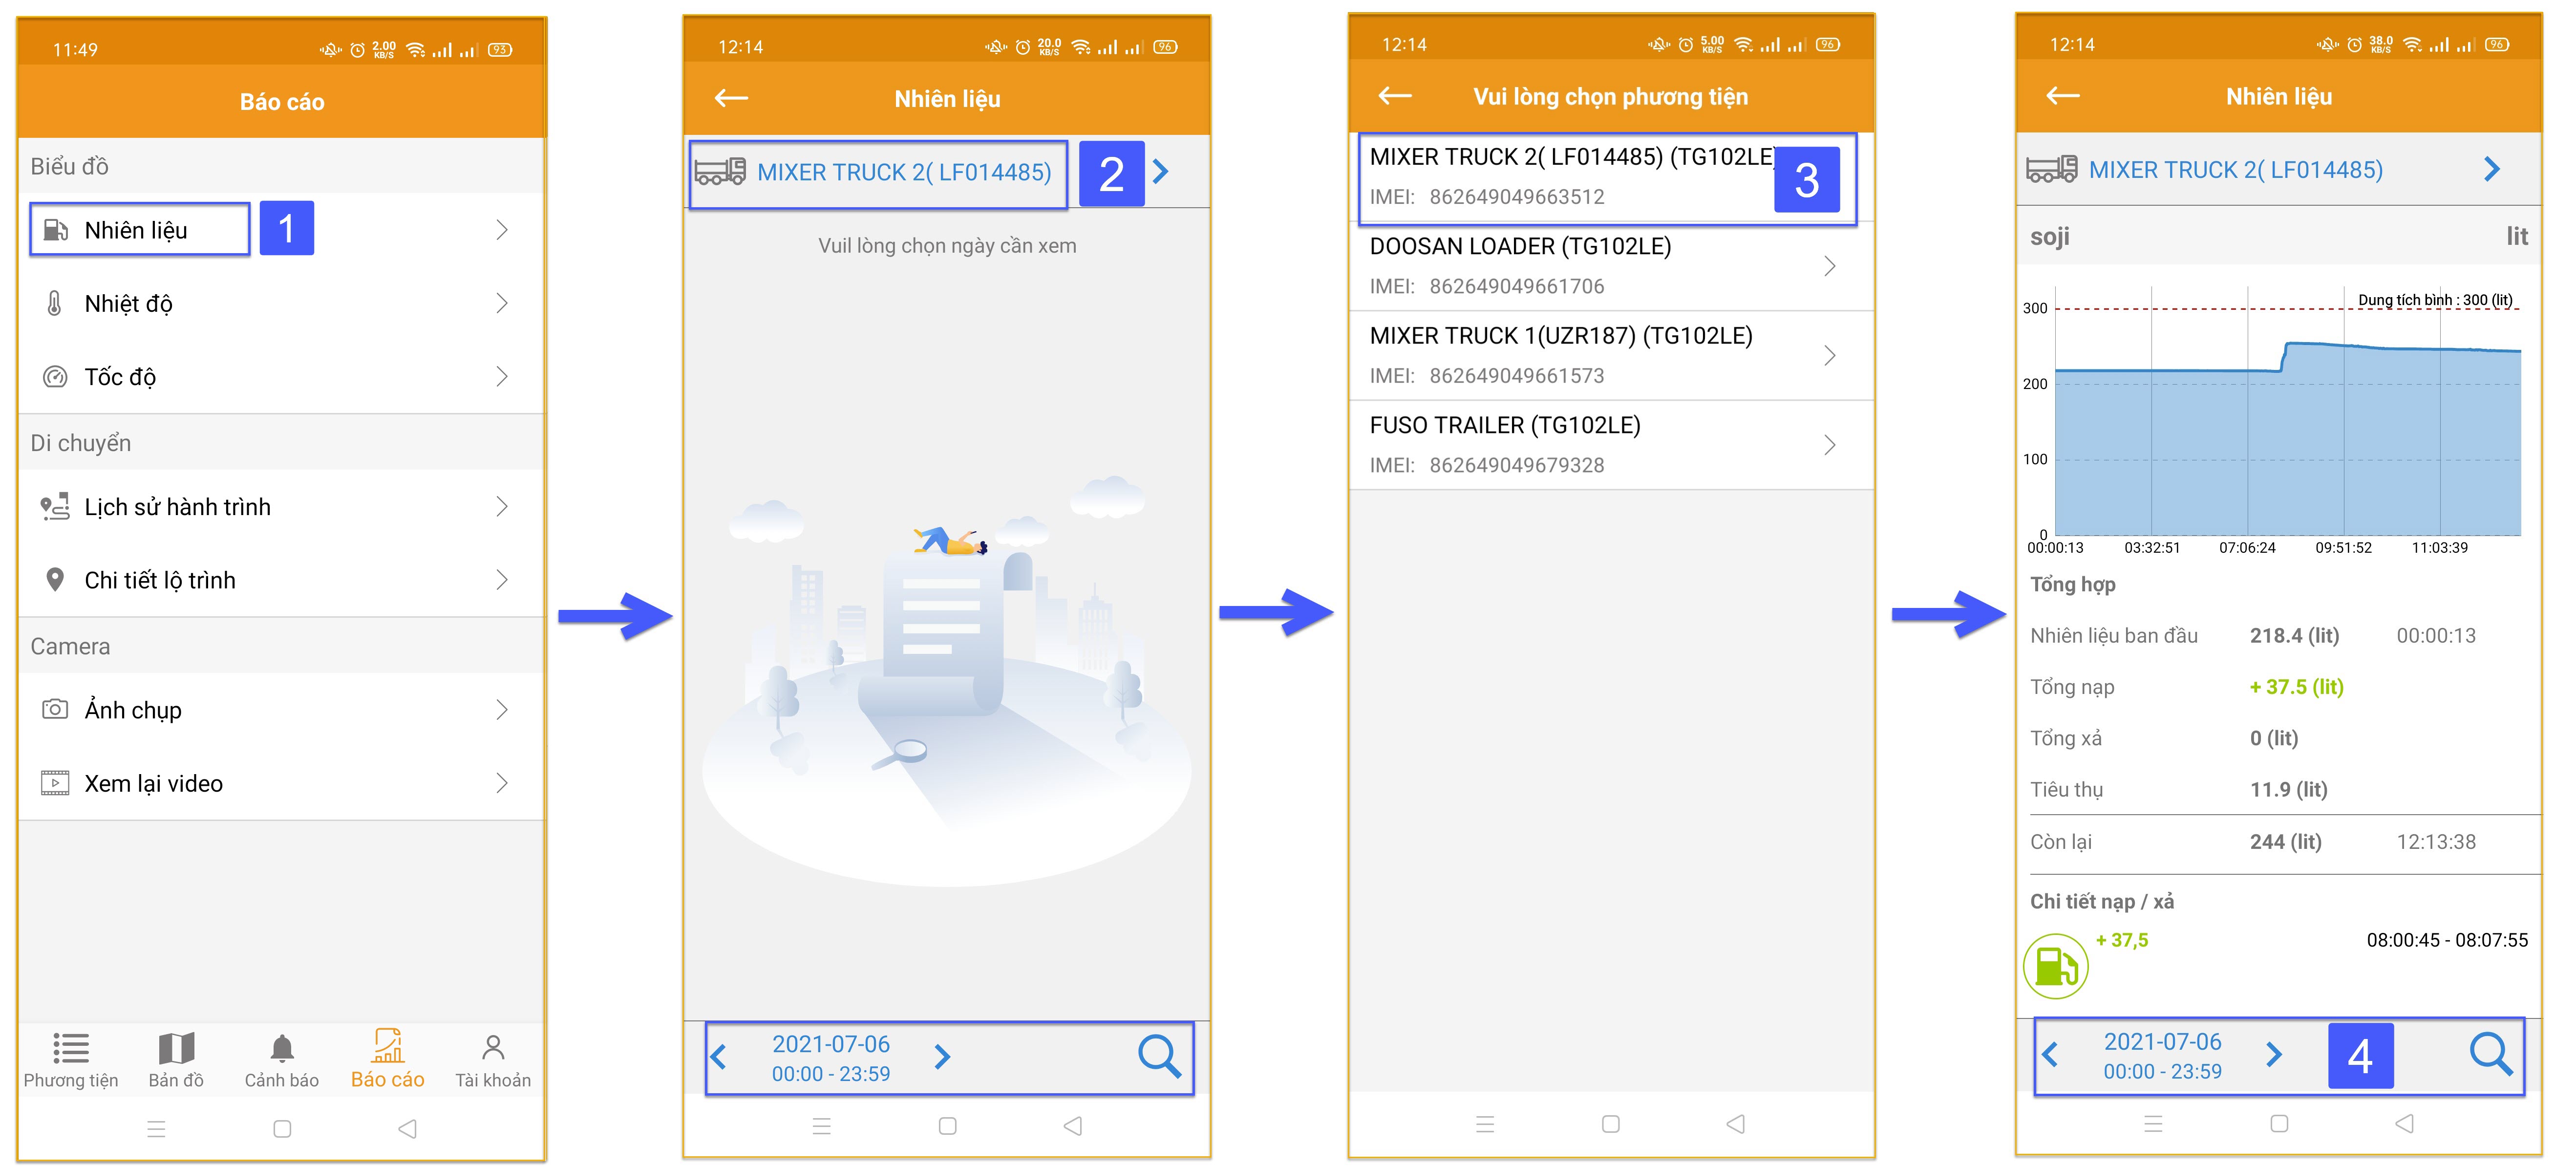 11:49
2.00 KB/S
93
Báo cáo
Biểu đồ
Nhiên liệu
1
Nhiệt độ
Tốc độ
Di chuyển
Lịch sử hành trình
Chi tiết lộ trình
Camera
Ảnh chụp
Xem lại video
Phương tiện
Bản đồ
Cảnh báo
Báo cáo
Tài khoản
12:14
20.0 KB/S
96
Nhiên liệu
MIXER TRUCK 2( LF014485)
2
Vuil lòng chọn ngày cần xem
2021-07-06
00:00 - 23:59
12:14
5.00 KB/S
96
Vui lòng chọn phương tiện
MIXER TRUCK 2( LF014485) (TG102LE)
IMEI: 862649049663512
3
DOOSAN LOADER (TG102LE)
IMEI: 862649049661706
MIXER TRUCK 1(UZR187) (TG102LE)
IMEI: 862649049661573
FUSO TRAILER (TG102LE)
IMEI: 862649049679328
12:14
38.0 KB/S
96
Nhiên liệu
MIXER TRUCK 2( LF014485)
soji lit
Dung tích bình : 300 (lit)
300
200
100
0
00:00:13 03:32:51 07:06:24 09:51:52 11:03:39
Tổng hợp
Nhiên liệu ban đầu 218.4 (lit) 00:00:13
Tổng nạp + 37.5 (lit)
Tổng xả 0 (lit)
Tiêu thụ 11.9 (lit)
Còn lại 244 (lit) 12:13:38
Chi tiết nạp / xả
+ 37,5 08:00:45 - 08:07:55
2021-07-06
00:00 - 23:59
4